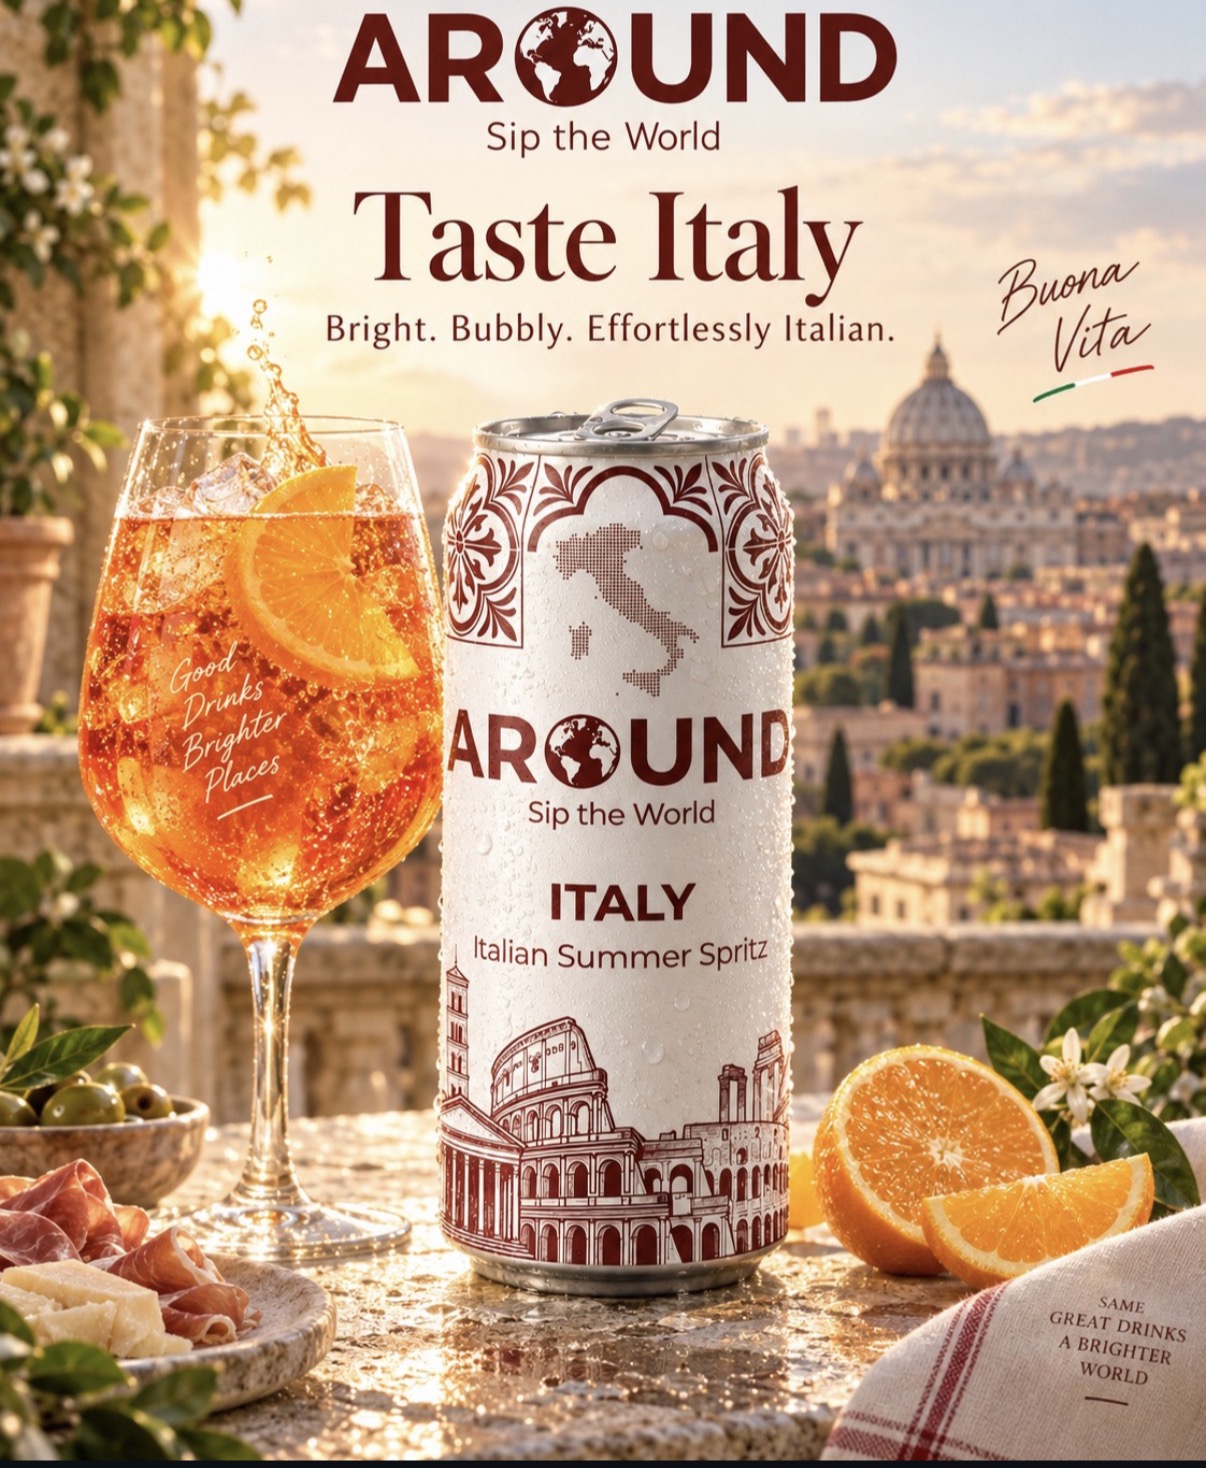 AROUND
Sip the World
Taste Italy
Bright. Bubbly. Effortlessly Italian.
Buona
Vita
Good
Drinks
Brighter
Places
AROUND
Sip the World
ITALY
Italian Summer Spritz
SAME
GREAT DRINKS
A BRIGHTER
WORLD